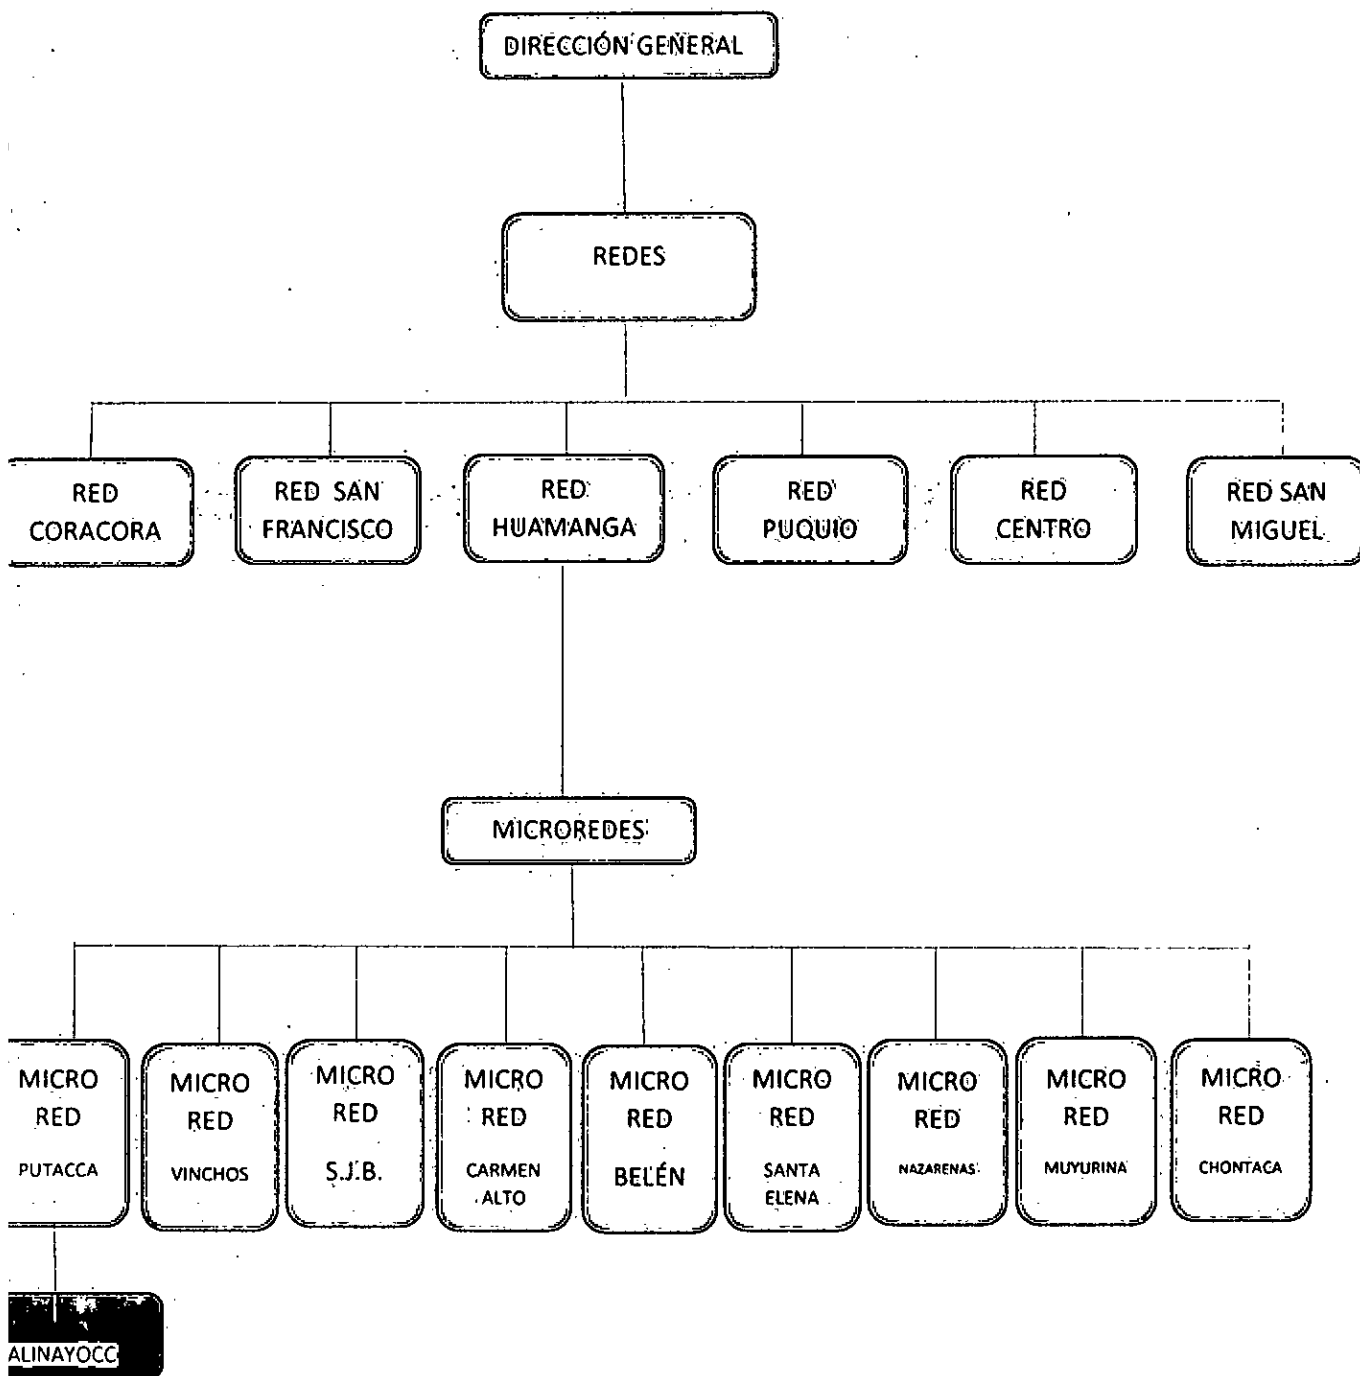 DIRECCIÓN GENERAL
REDES
RED
CORACORA
RED SAN
FRANCISCO
RED
HUAMANGA
RED
PUQUIO
RED
CENTRO
RED SAN
MIGUEL
MICROREDES
MICRO
RED
PUTACCA
MICRO
RED
VINCHOS
MICRO
RED
S.J.B.
MICRO
RED
CARMEN
ALTO
MICRO
RED
BELÉN
MICRO
RED
SANTA
ELENA
MICRO
RED
NAZARENAS
MICRO
RED
MUYURINA
MICRO
RED
CHONTACA
ALINAYOCC